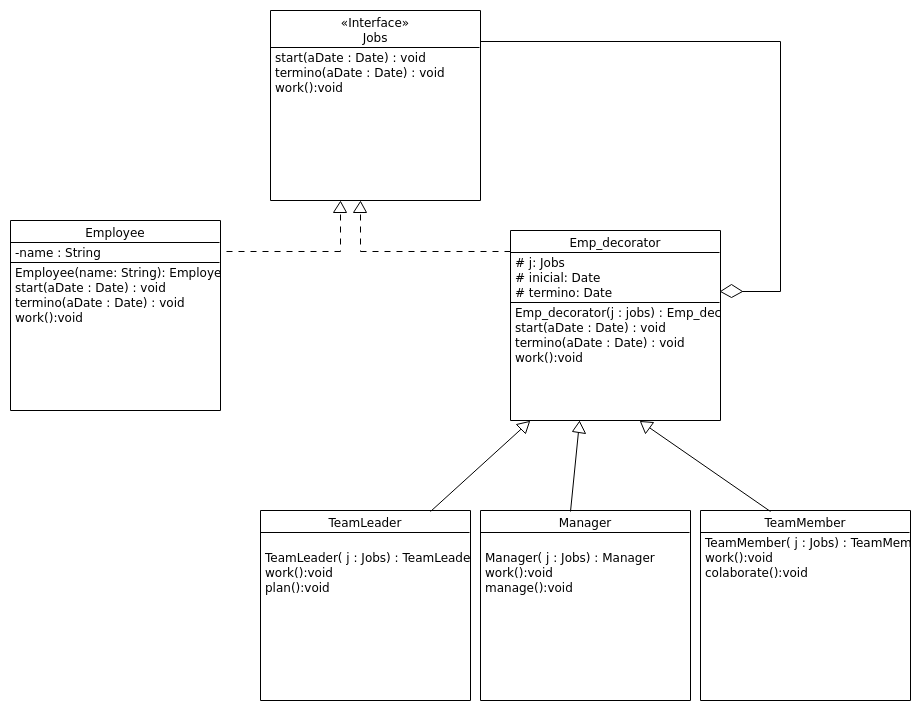 «Interface»
Jobs
start(aDate : Date) : void
termino(aDate : Date) : void
work():void
Employee
-name : String
Employee(name: String): Employe
start(aDate : Date) : void
termino(aDate : Date) : void
work():void
Emp_decorator
# j: Jobs
# inicial: Date
# termino: Date
Emp_decorator(j : jobs) : Emp_dec
start(aDate : Date) : void
termino(aDate : Date) : void
work():void
TeamLeader
TeamLeader( j : Jobs) : TeamLeade
work():void
plan():void
Manager
Manager( j : Jobs) : Manager
work():void
manage():void
TeamMember
TeamMember( j : Jobs) : TeamMem
work():void
colaborate():void